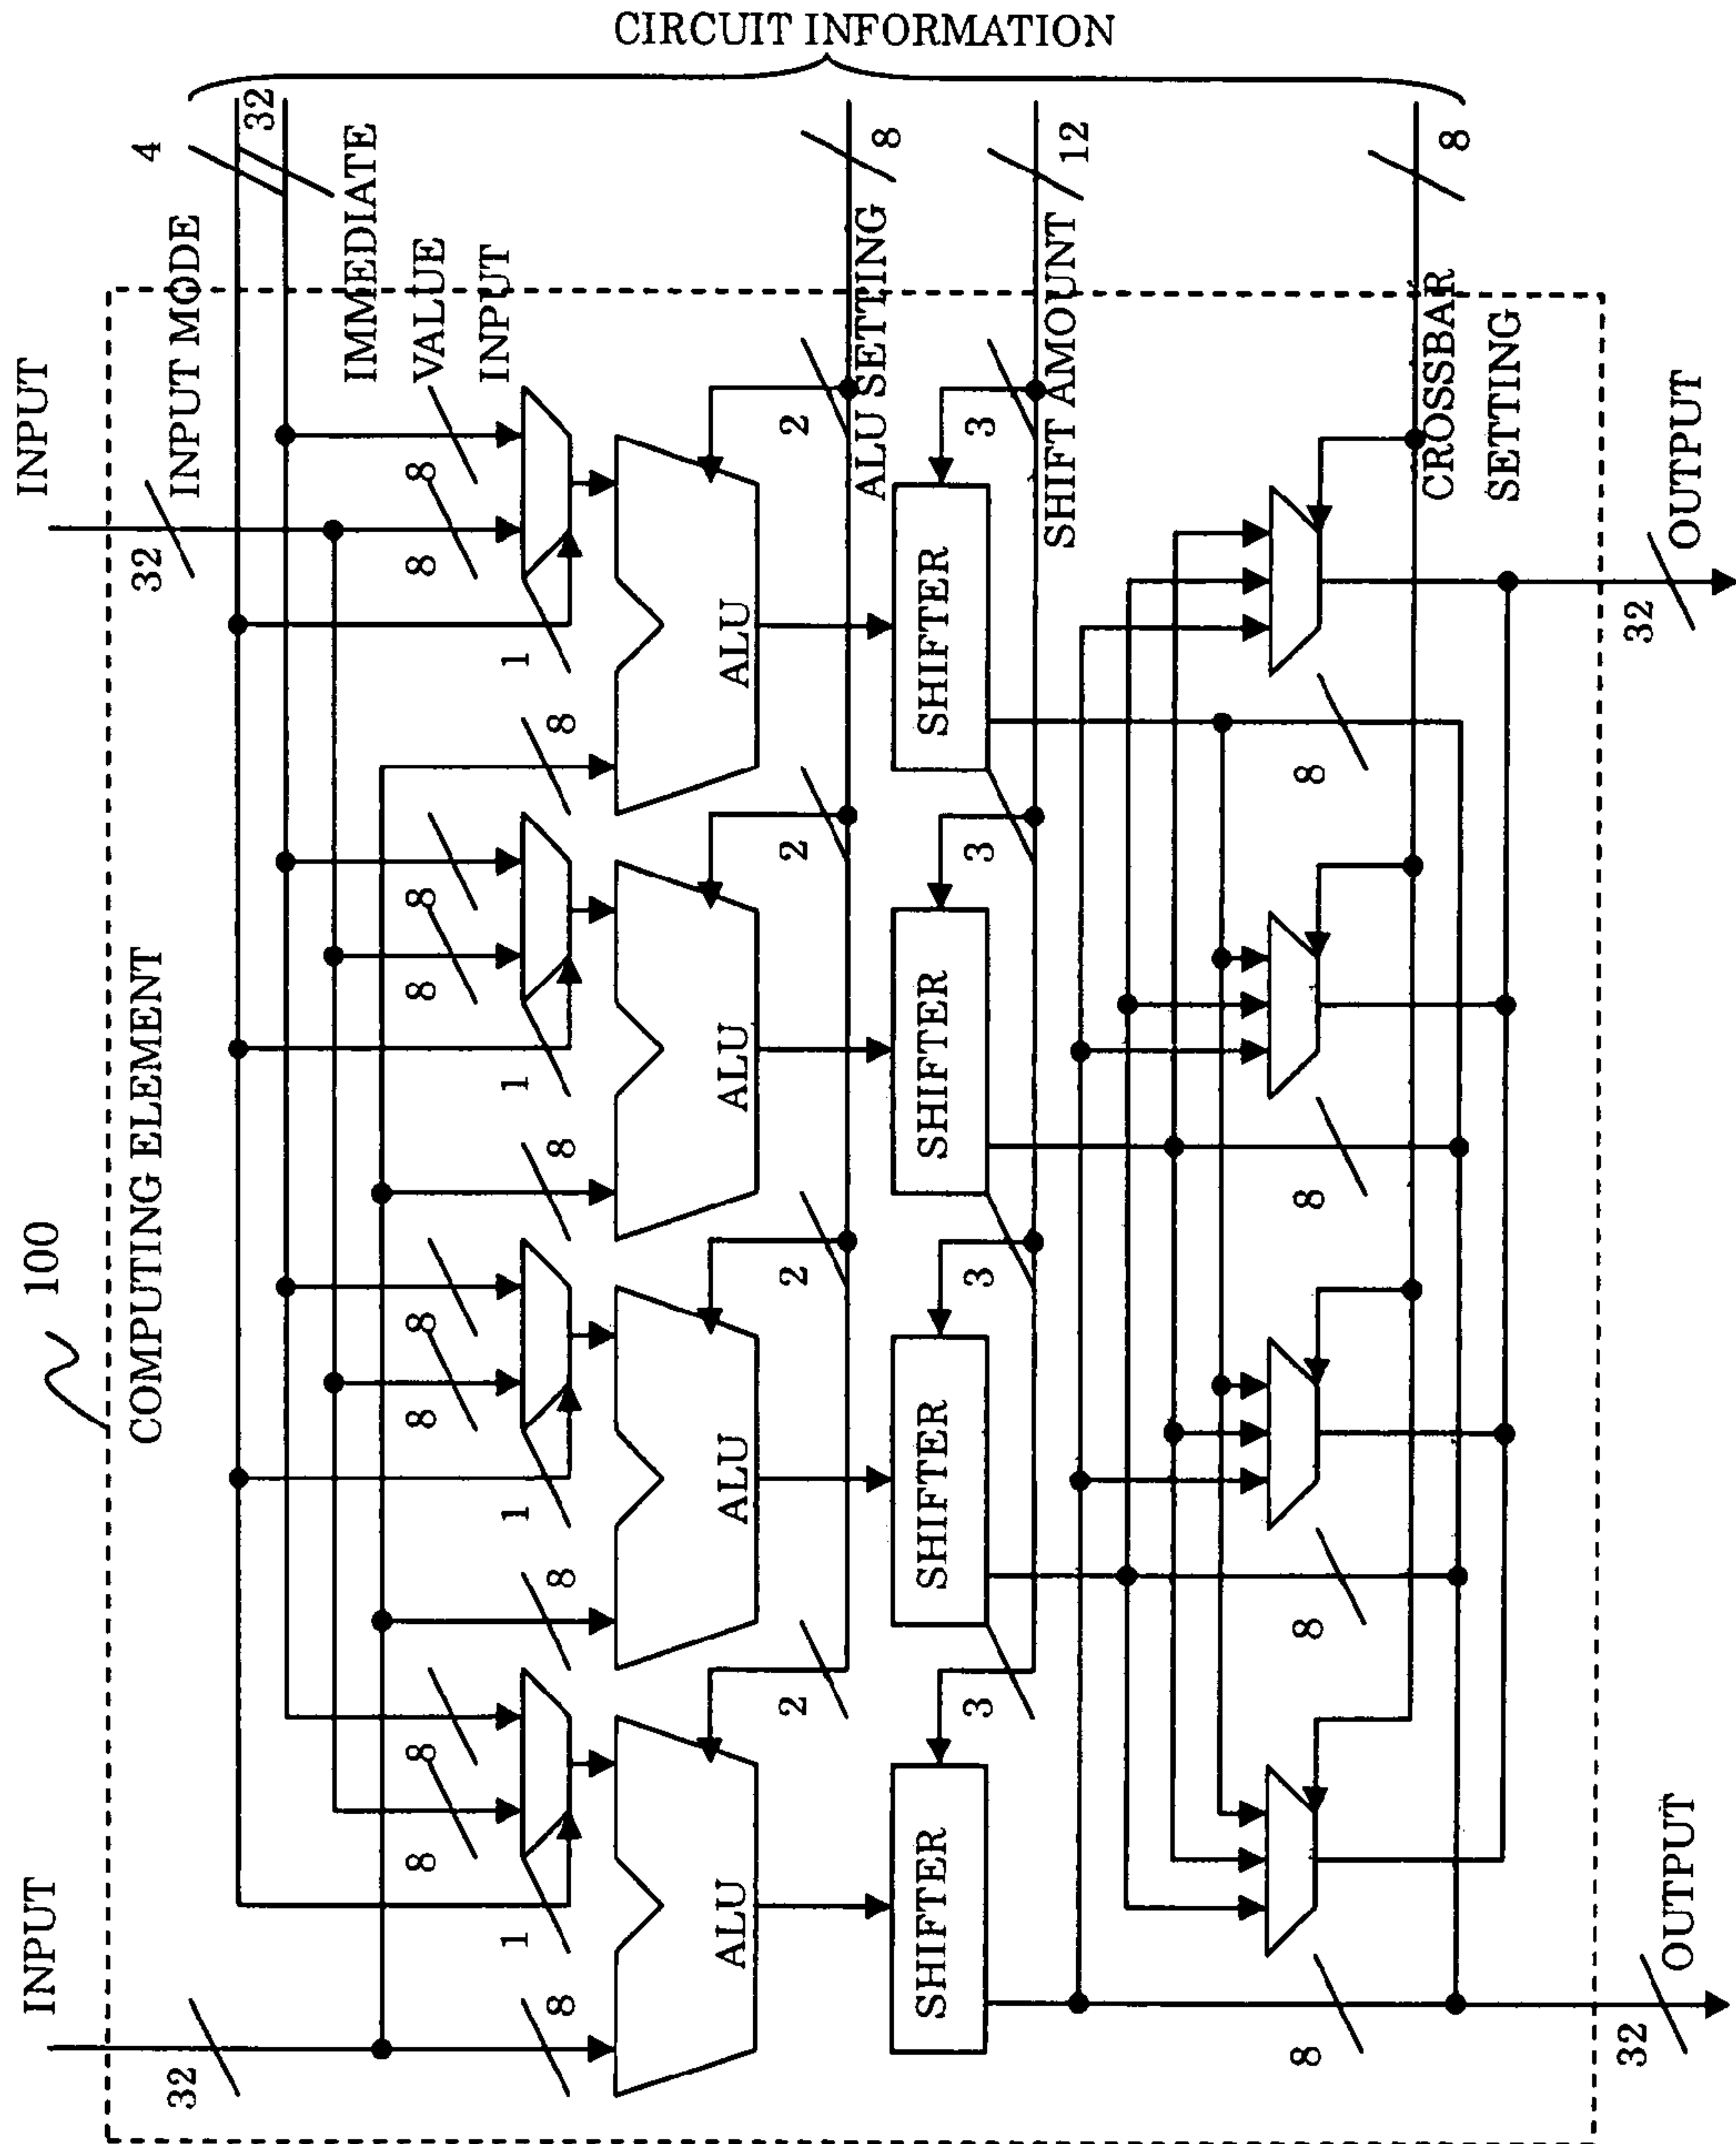 CIRCUIT INFORMATION
4
32
INPUT
32
INPUT MODE
IMMEDIATE
VALUE
INPUT
100
COMPUTING ELEMENT
INPUT
32
8
8
8
8
8
8
8
8
1
1
1
1
8
8
8
8
ALU
ALU
ALU
ALU
2
2
2
2
ALU SETTING
8
SHIFTER
SHIFTER
SHIFTER
SHIFTER
3
3
3
3
SHIFT AMOUNT
12
8
8
8
8
CROSSBAR
SETTING
8
32
OUTPUT
32
OUTPUT